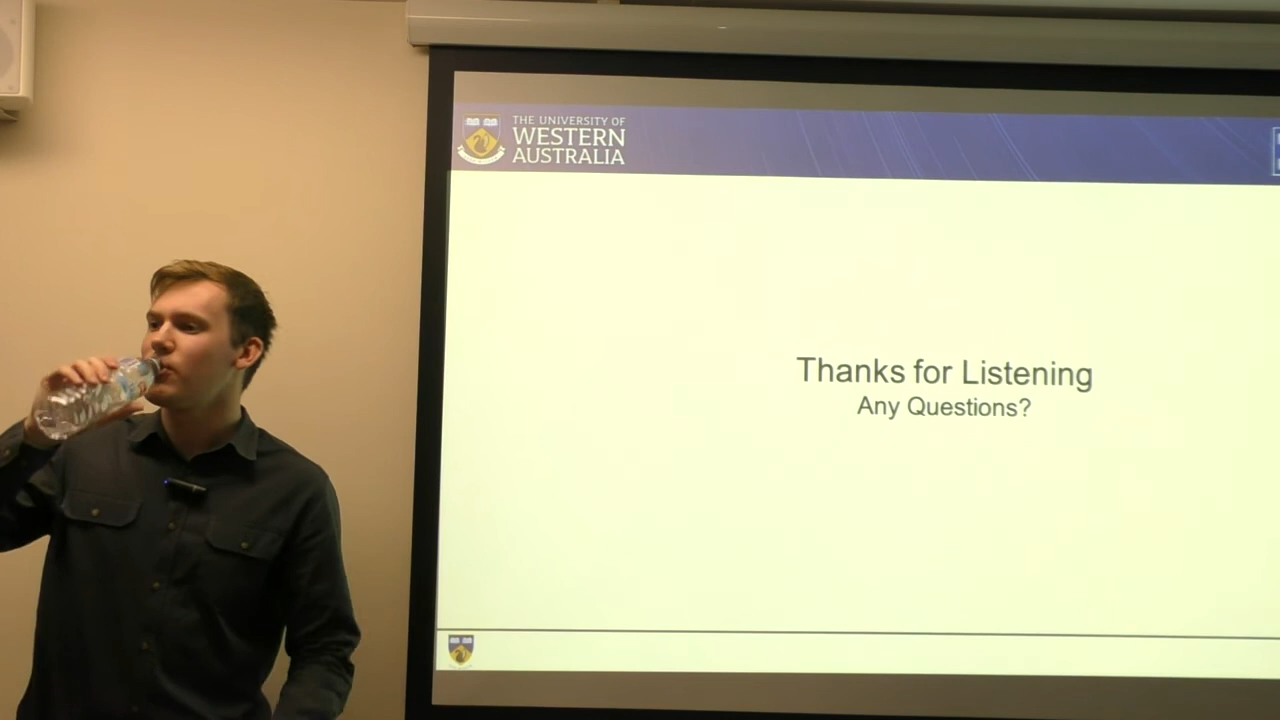 THE UNIVERSITY OF
WESTERN
AUSTRALIA
Thanks for Listening
Any Questions?